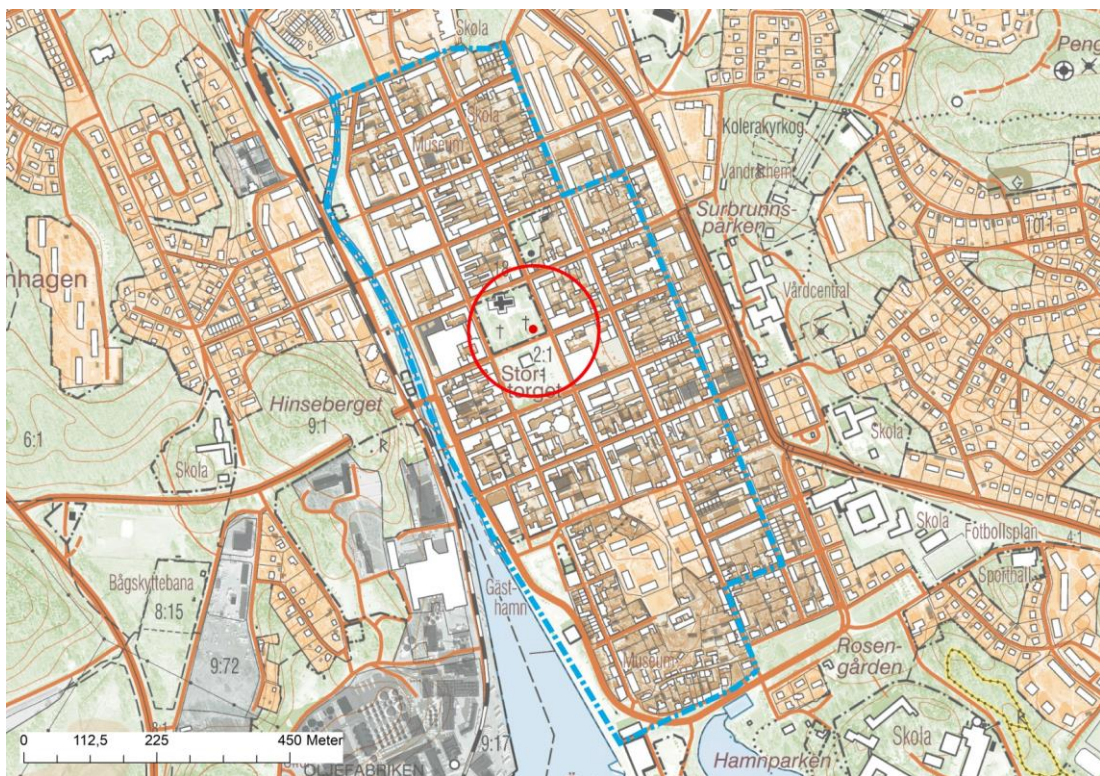 Skola
Peng
Skola
Museum
Kolerakyrkog.
Vandrarhem
Surbrunns-
parken
nhagen
Vårdcentral
2:1
Stora
torget
Hinseberget
9:1
6:1
Skola
R
Skola
Skola
Fotbollsplan
4:1
Sporthall
Bågskyttebana
8:15
Gäst-
hamn
9:72
Museum
Rosen-
gården
Skola
0 112,5 225 450 Meter
9:17
OLJEFABRIKEN
Hamnparken